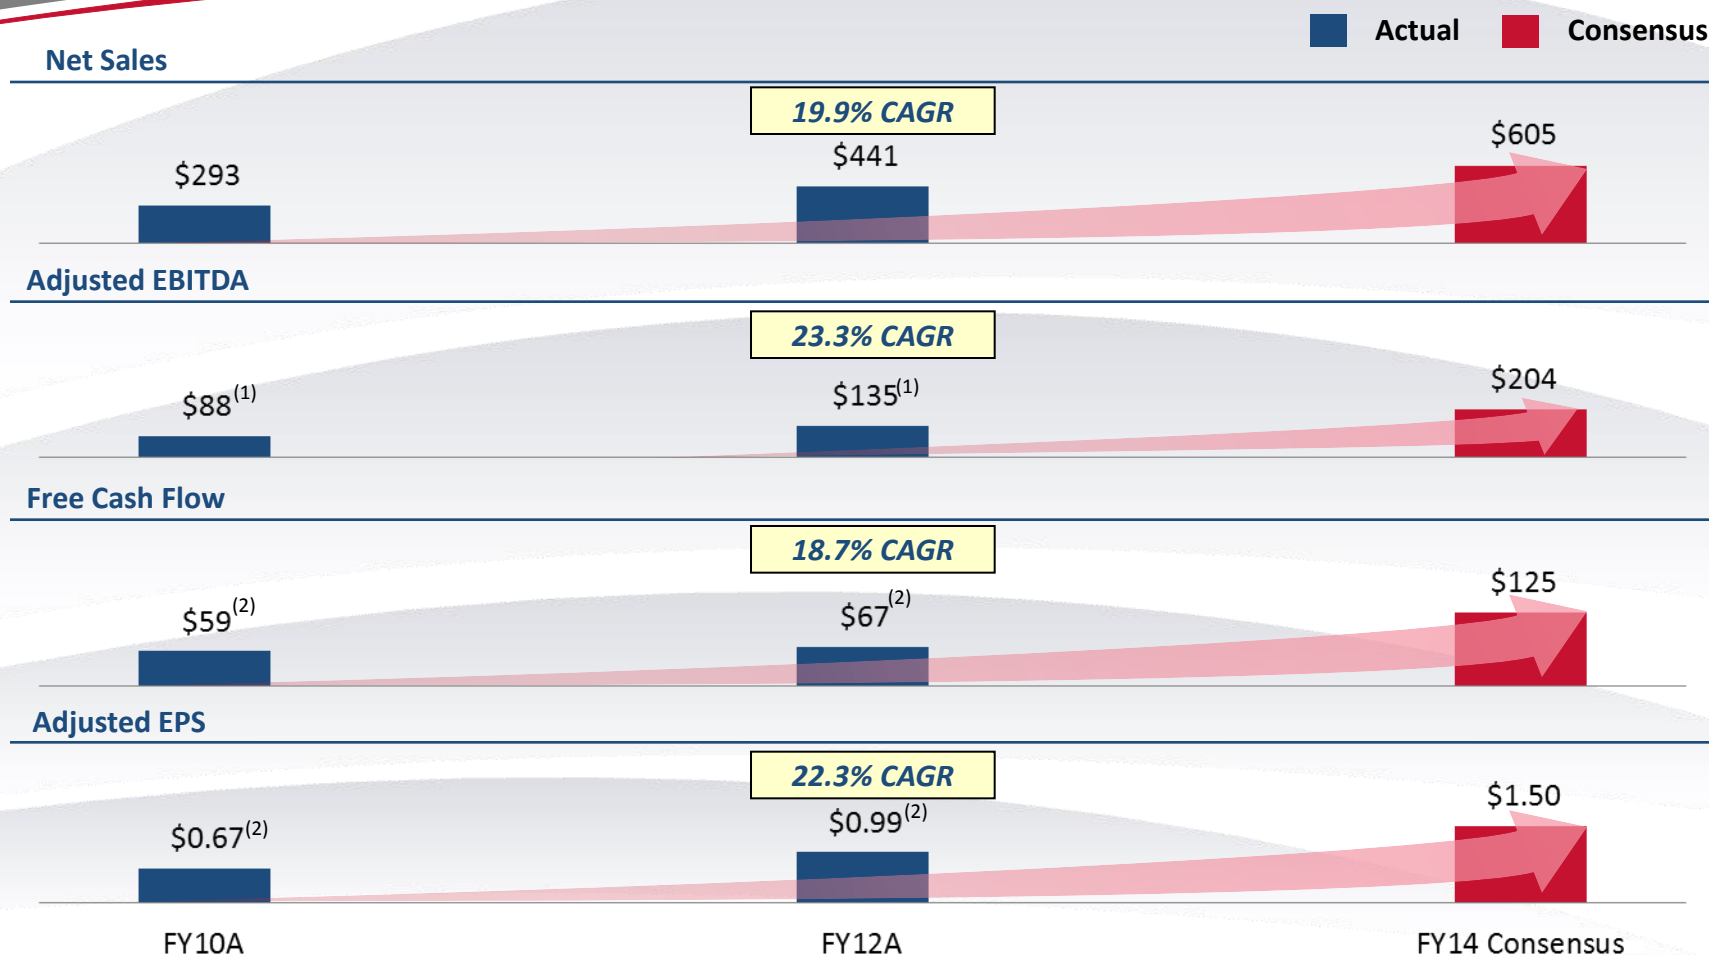 Actual Consensus
Net Sales
19.9% CAGR
$293 $441 $605
Adjusted EBITDA
23.3% CAGR
$88(1) $135(1) $204
Free Cash Flow
18.7% CAGR
$59(2) $67(2) $125
Adjusted EPS
22.3% CAGR
$0.67(2) $0.99(2) $1.50
FY10A FY12A FY14 Consensus